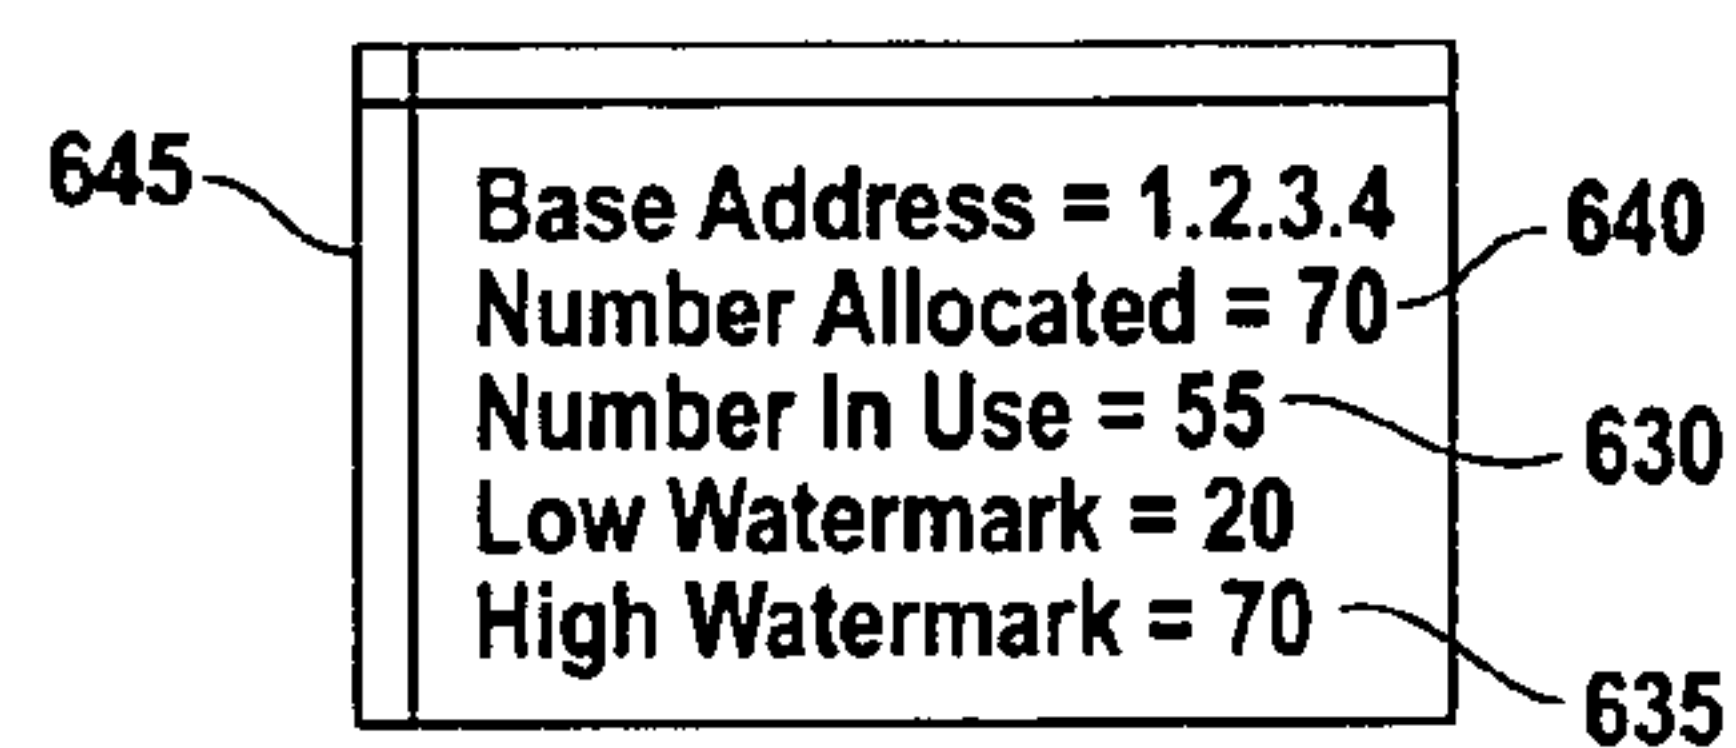 645
Base Address = 1.2.3.4
640
Number Allocated = 70
Number In Use = 55
630
Low Watermark = 20
High Watermark = 70
635